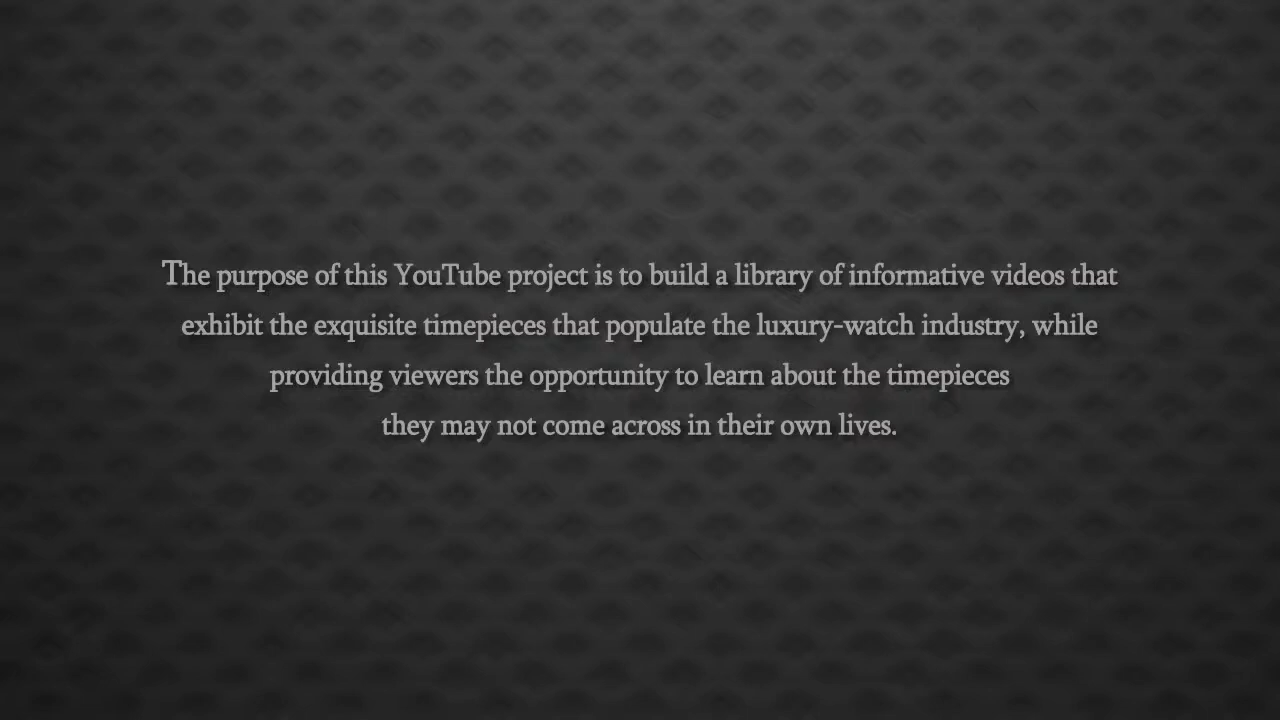 The purpose of this YouTube project is to build a library of informative videos that
exhibit the exquisite timepieces that populate the luxury-watch industry, while
providing viewers the opportunity to learn about the timepieces
they may not come across in their own lives.